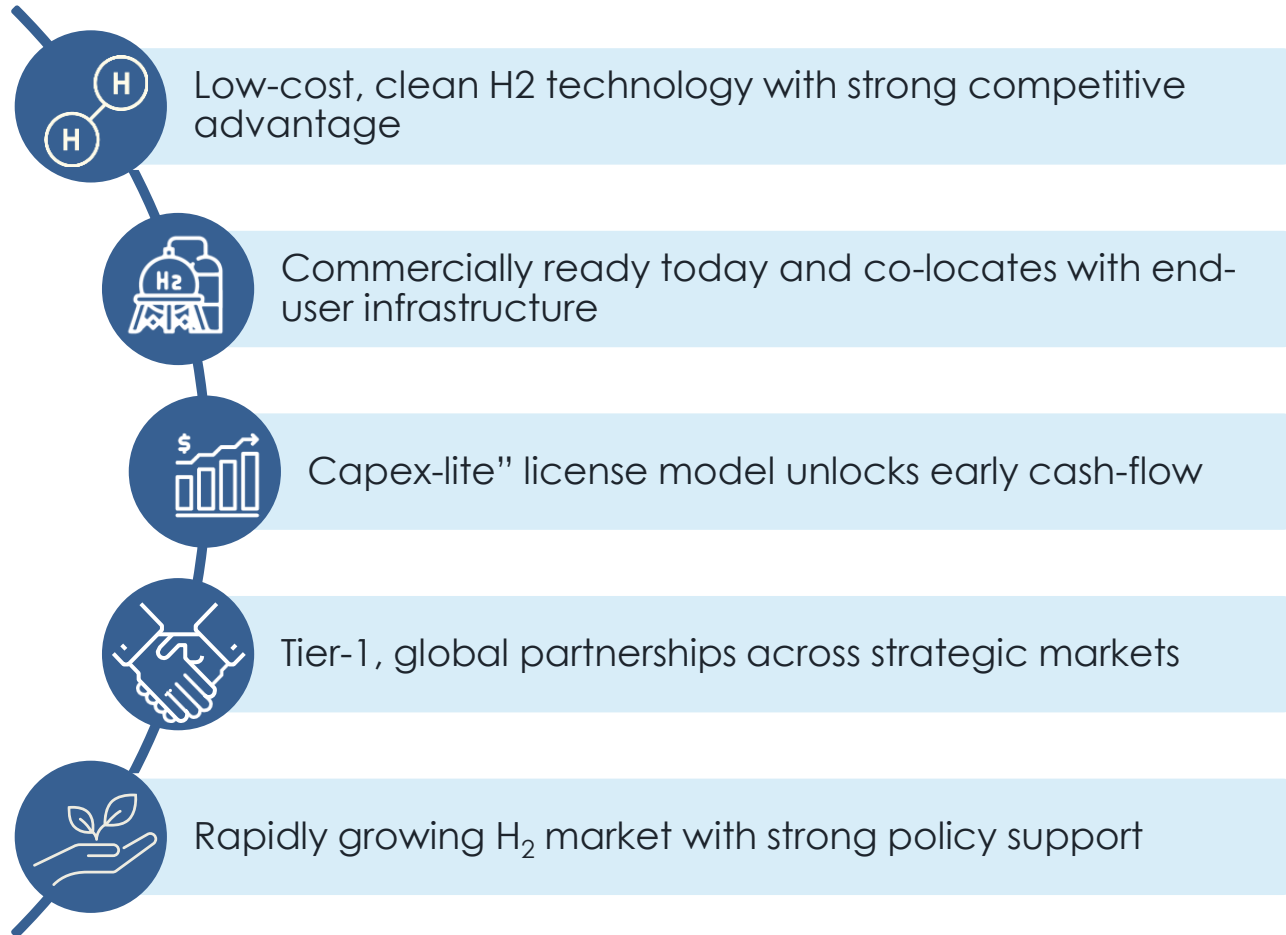 H
H
Low-cost, clean H2 technology with strong competitive
advantage
H2
Commercially ready today and co-locates with end-
user infrastructure
$
Capex-lite” license model unlocks early cash-flow
Tier-1, global partnerships across strategic markets
Rapidly growing H₂ market with strong policy support